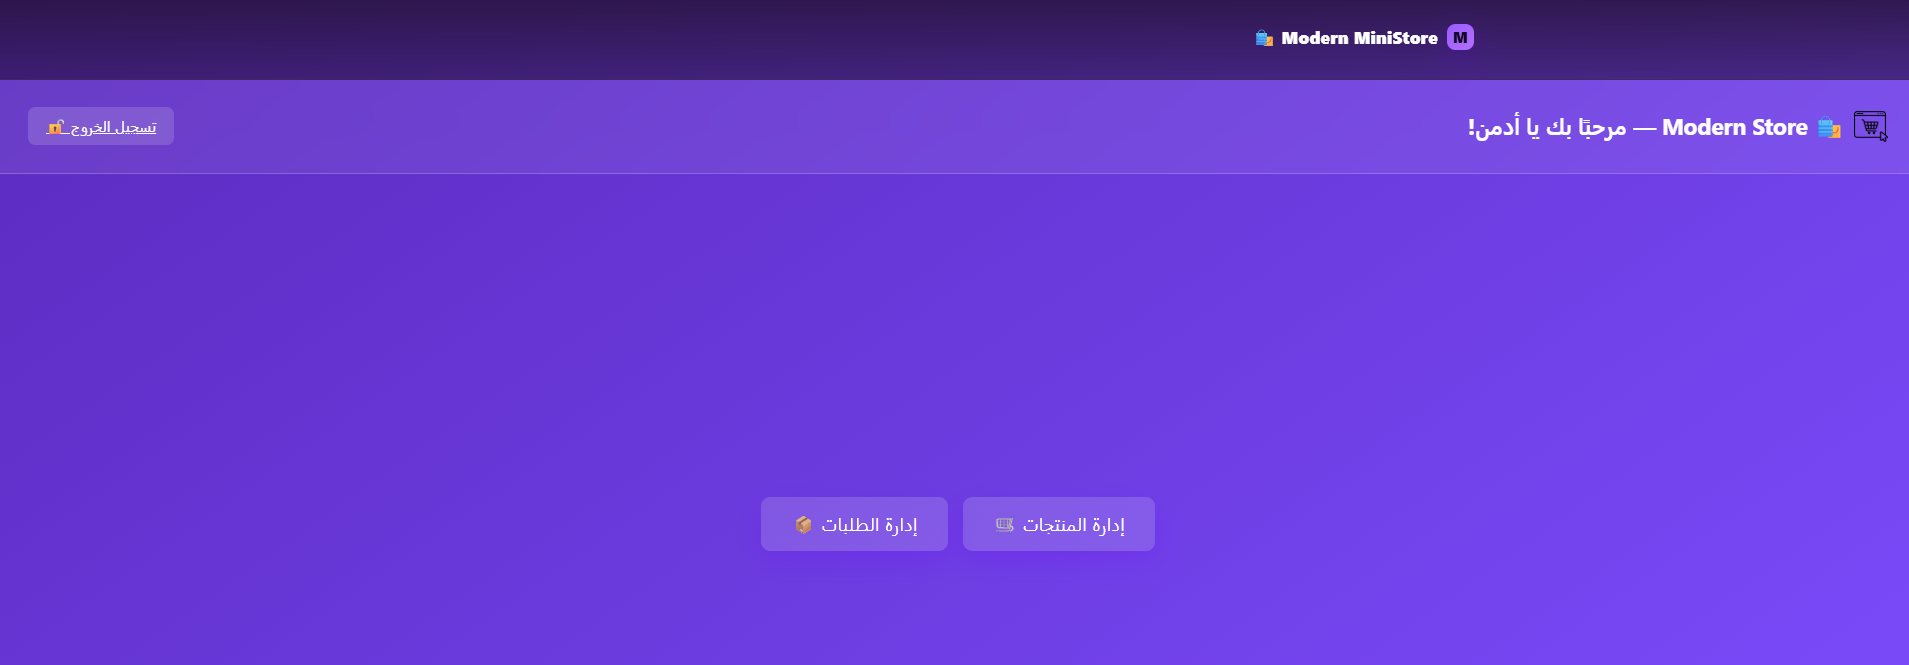 M Modern MiniStore 🛍️
🛍️ Modern Store — مرحبًا بك يا أدمن!
تسجيل الخروج 🔓
إدارة المنتجات 🧾
إدارة الطلبات 📦